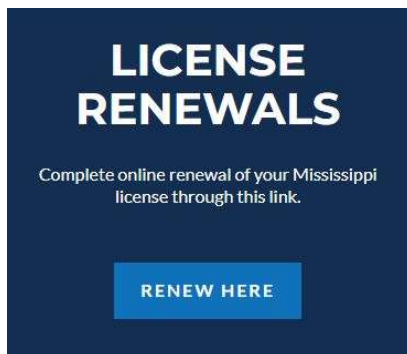 LICENSE
RENEWALS
Complete online renewal of your Mississippi
license through this link.
RENEW HERE